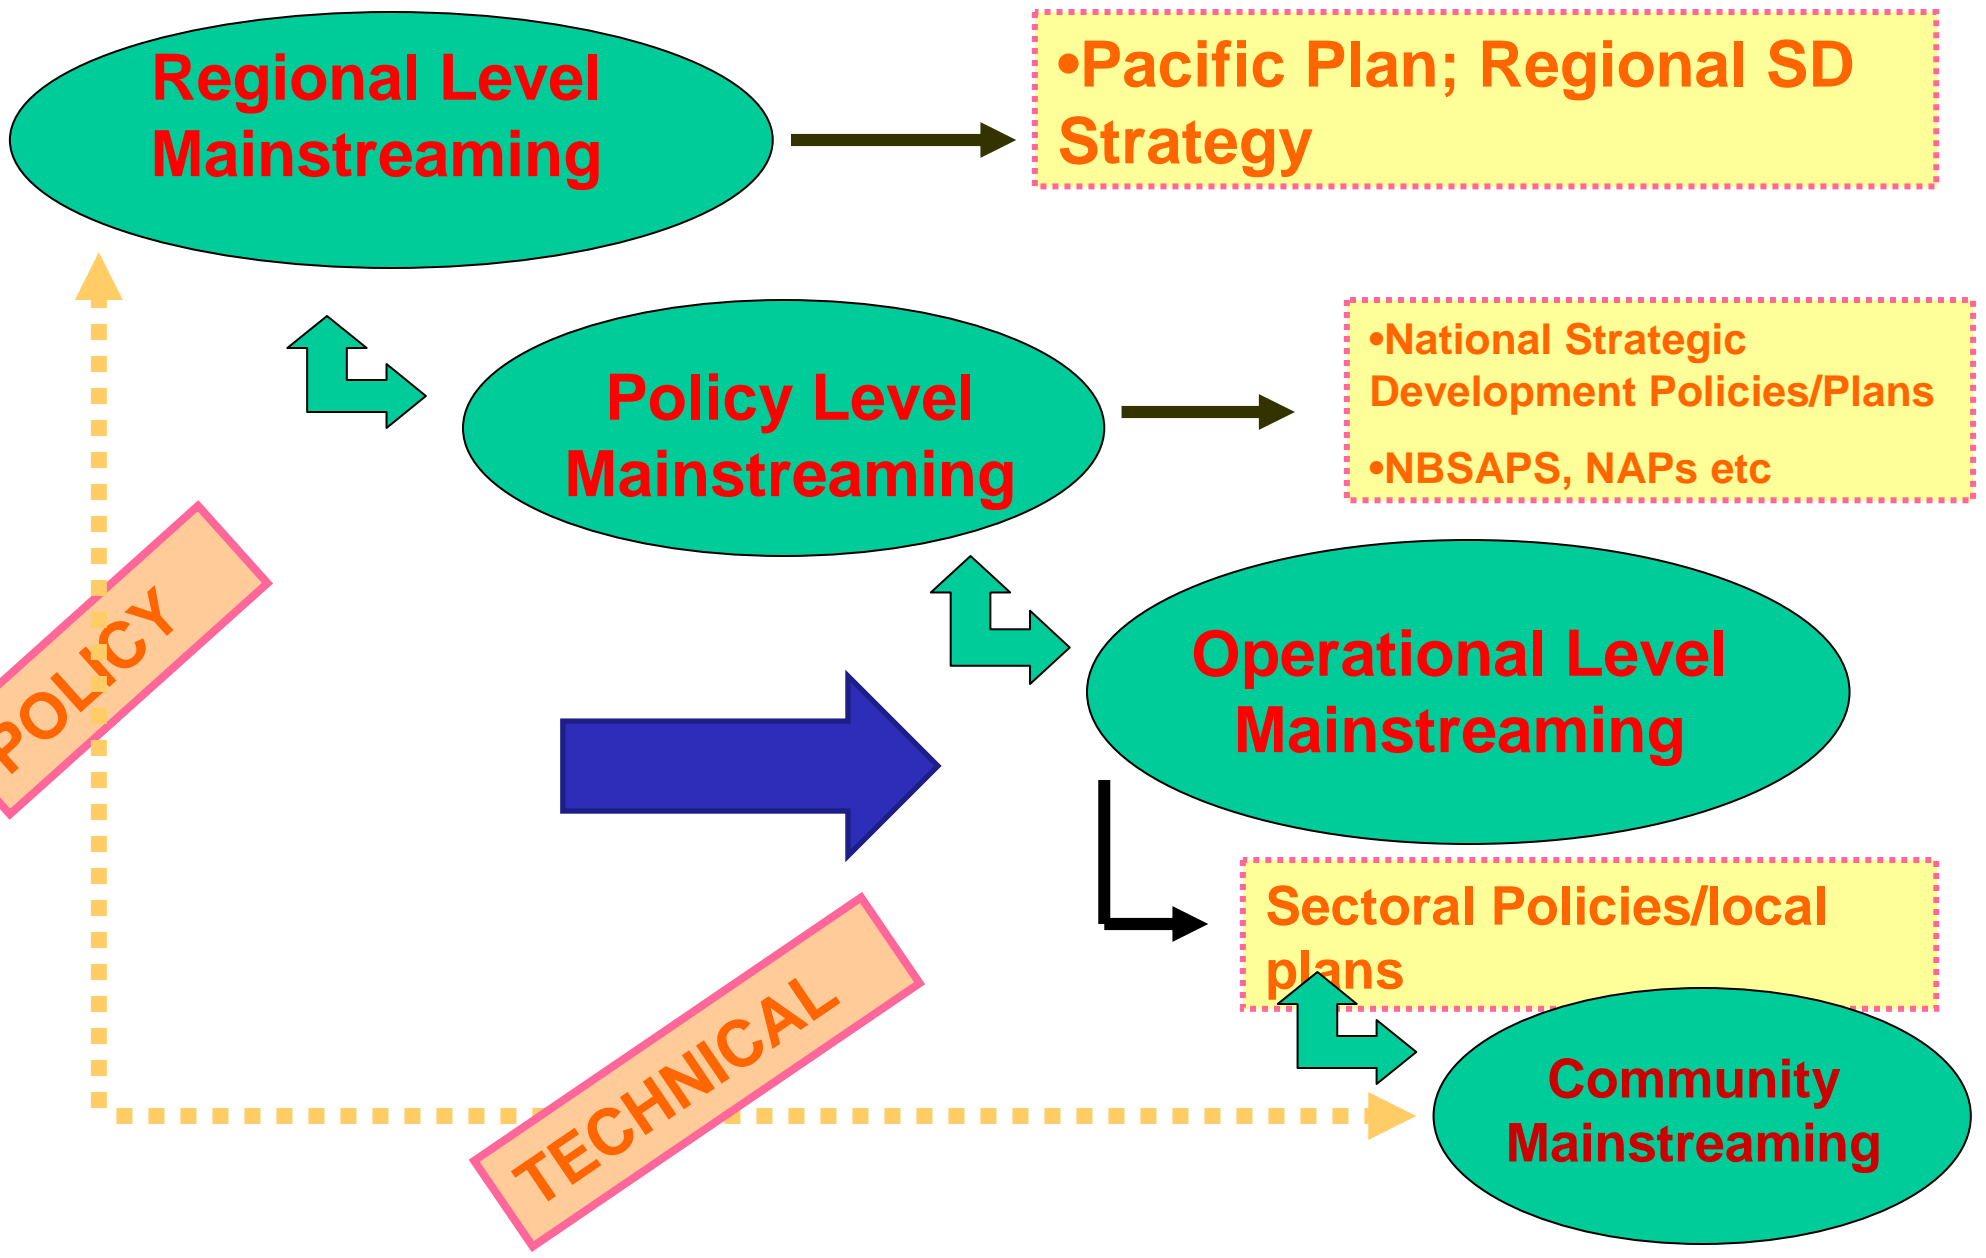 Regional Level
Mainstreaming
•Pacific Plan; Regional SD
Strategy
Policy Level
Mainstreaming
•National Strategic
Development Policies/Plans
•NBSAPS, NAPs etc
POLICY
Operational Level
Mainstreaming
Sectoral Policies/local
plans
TECHNICAL
Community
Mainstreaming